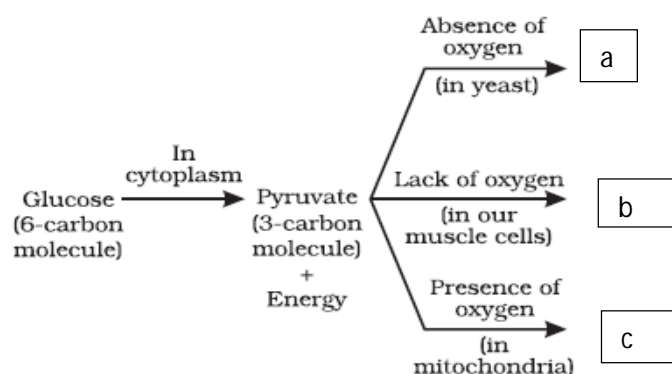 Glucose
(6-carbon
molecule)
In
cytoplasm
Pyruvate
(3-carbon
molecule)
+
Energy
Absence of
oxygen
(in yeast)
a
Lack of oxygen
(in our
muscle cells)
b
Presence of
oxygen
(in
mitochondria)
c